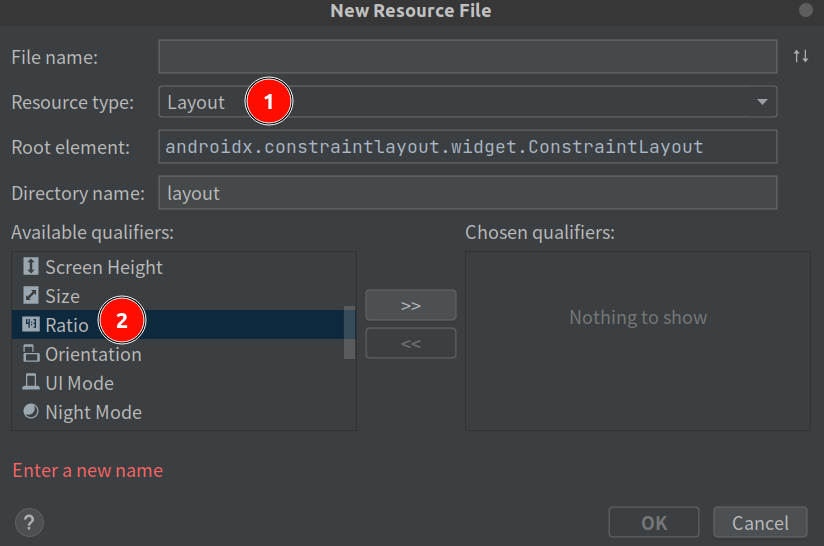 New Resource File
File name:
Resource type: Layout 1
Root element: androidx.constraintlayout.widget.ConstraintLayout
Directory name: layout
Available qualifiers: Chosen qualifiers:
Screen Height
Size
>>
Ratio 2
Nothing to show
<<
Orientation
UI Mode
Night Mode
Enter a new name
? OK Cancel